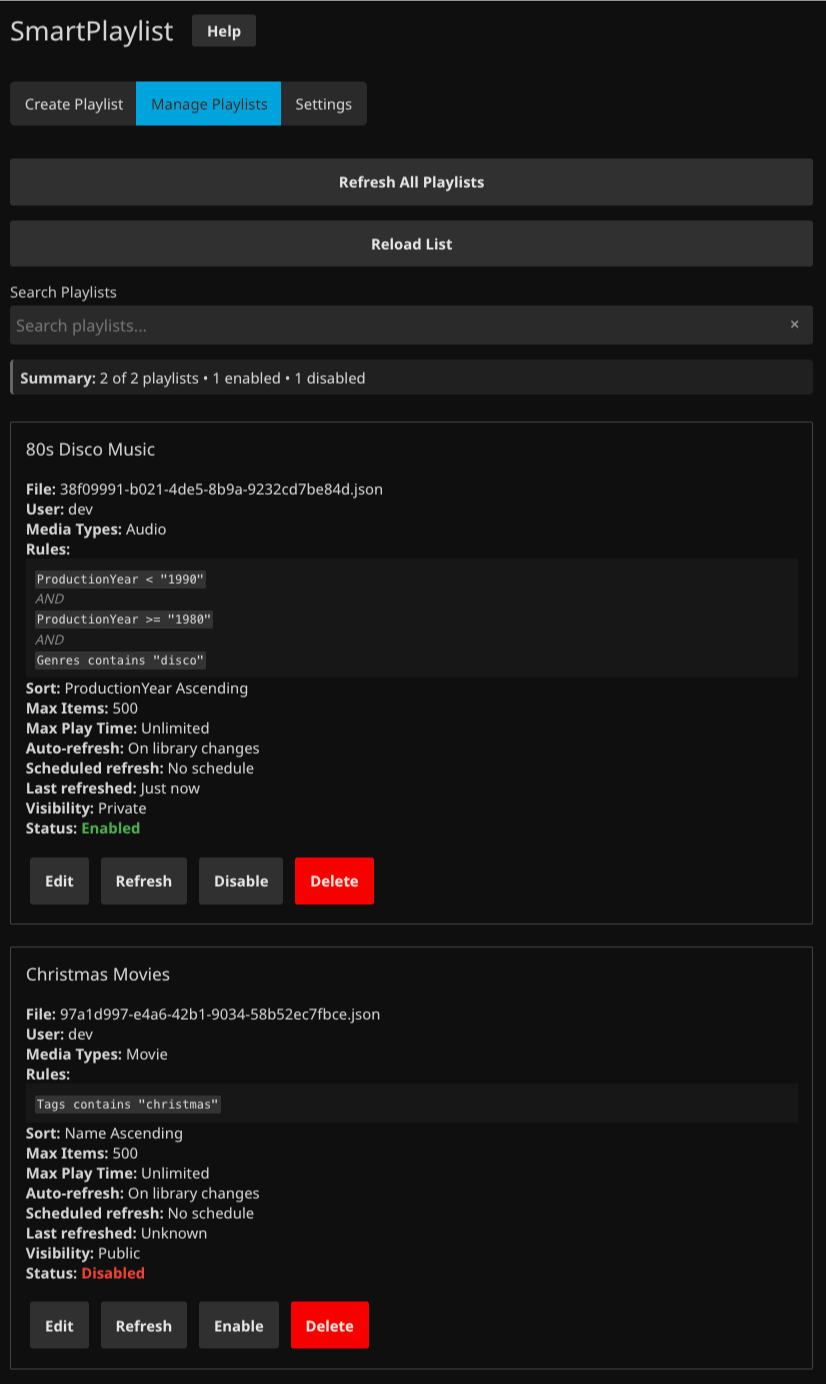 SmartPlaylist Help
Create Playlist Manage Playlists Settings
Refresh All Playlists
Reload List
Search Playlists
Search playlists... ×
Summary: 2 of 2 playlists • 1 enabled • 1 disabled
80s Disco Music
File: 38f09991-b021-4de5-8b9a-9232cd7be84d.json
User: dev
Media Types: Audio
Rules:
ProductionYear < "1990"
AND
ProductionYear >= "1980"
AND
Genres contains "disco"
Sort: ProductionYear Ascending
Max Items: 500
Max Play Time: Unlimited
Auto-refresh: On library changes
Scheduled refresh: No schedule
Last refreshed: Just now
Visibility: Private
Status: Enabled
Edit Refresh Disable Delete
Christmas Movies
File: 97a1d997-e4a6-42b1-9034-58b52ec7fbce.json
User: dev
Media Types: Movie
Rules:
Tags contains "christmas"
Sort: Name Ascending
Max Items: 500
Max Play Time: Unlimited
Auto-refresh: On library changes
Scheduled refresh: No schedule
Last refreshed: Unknown
Visibility: Public
Status: Disabled
Edit Refresh Enable Delete